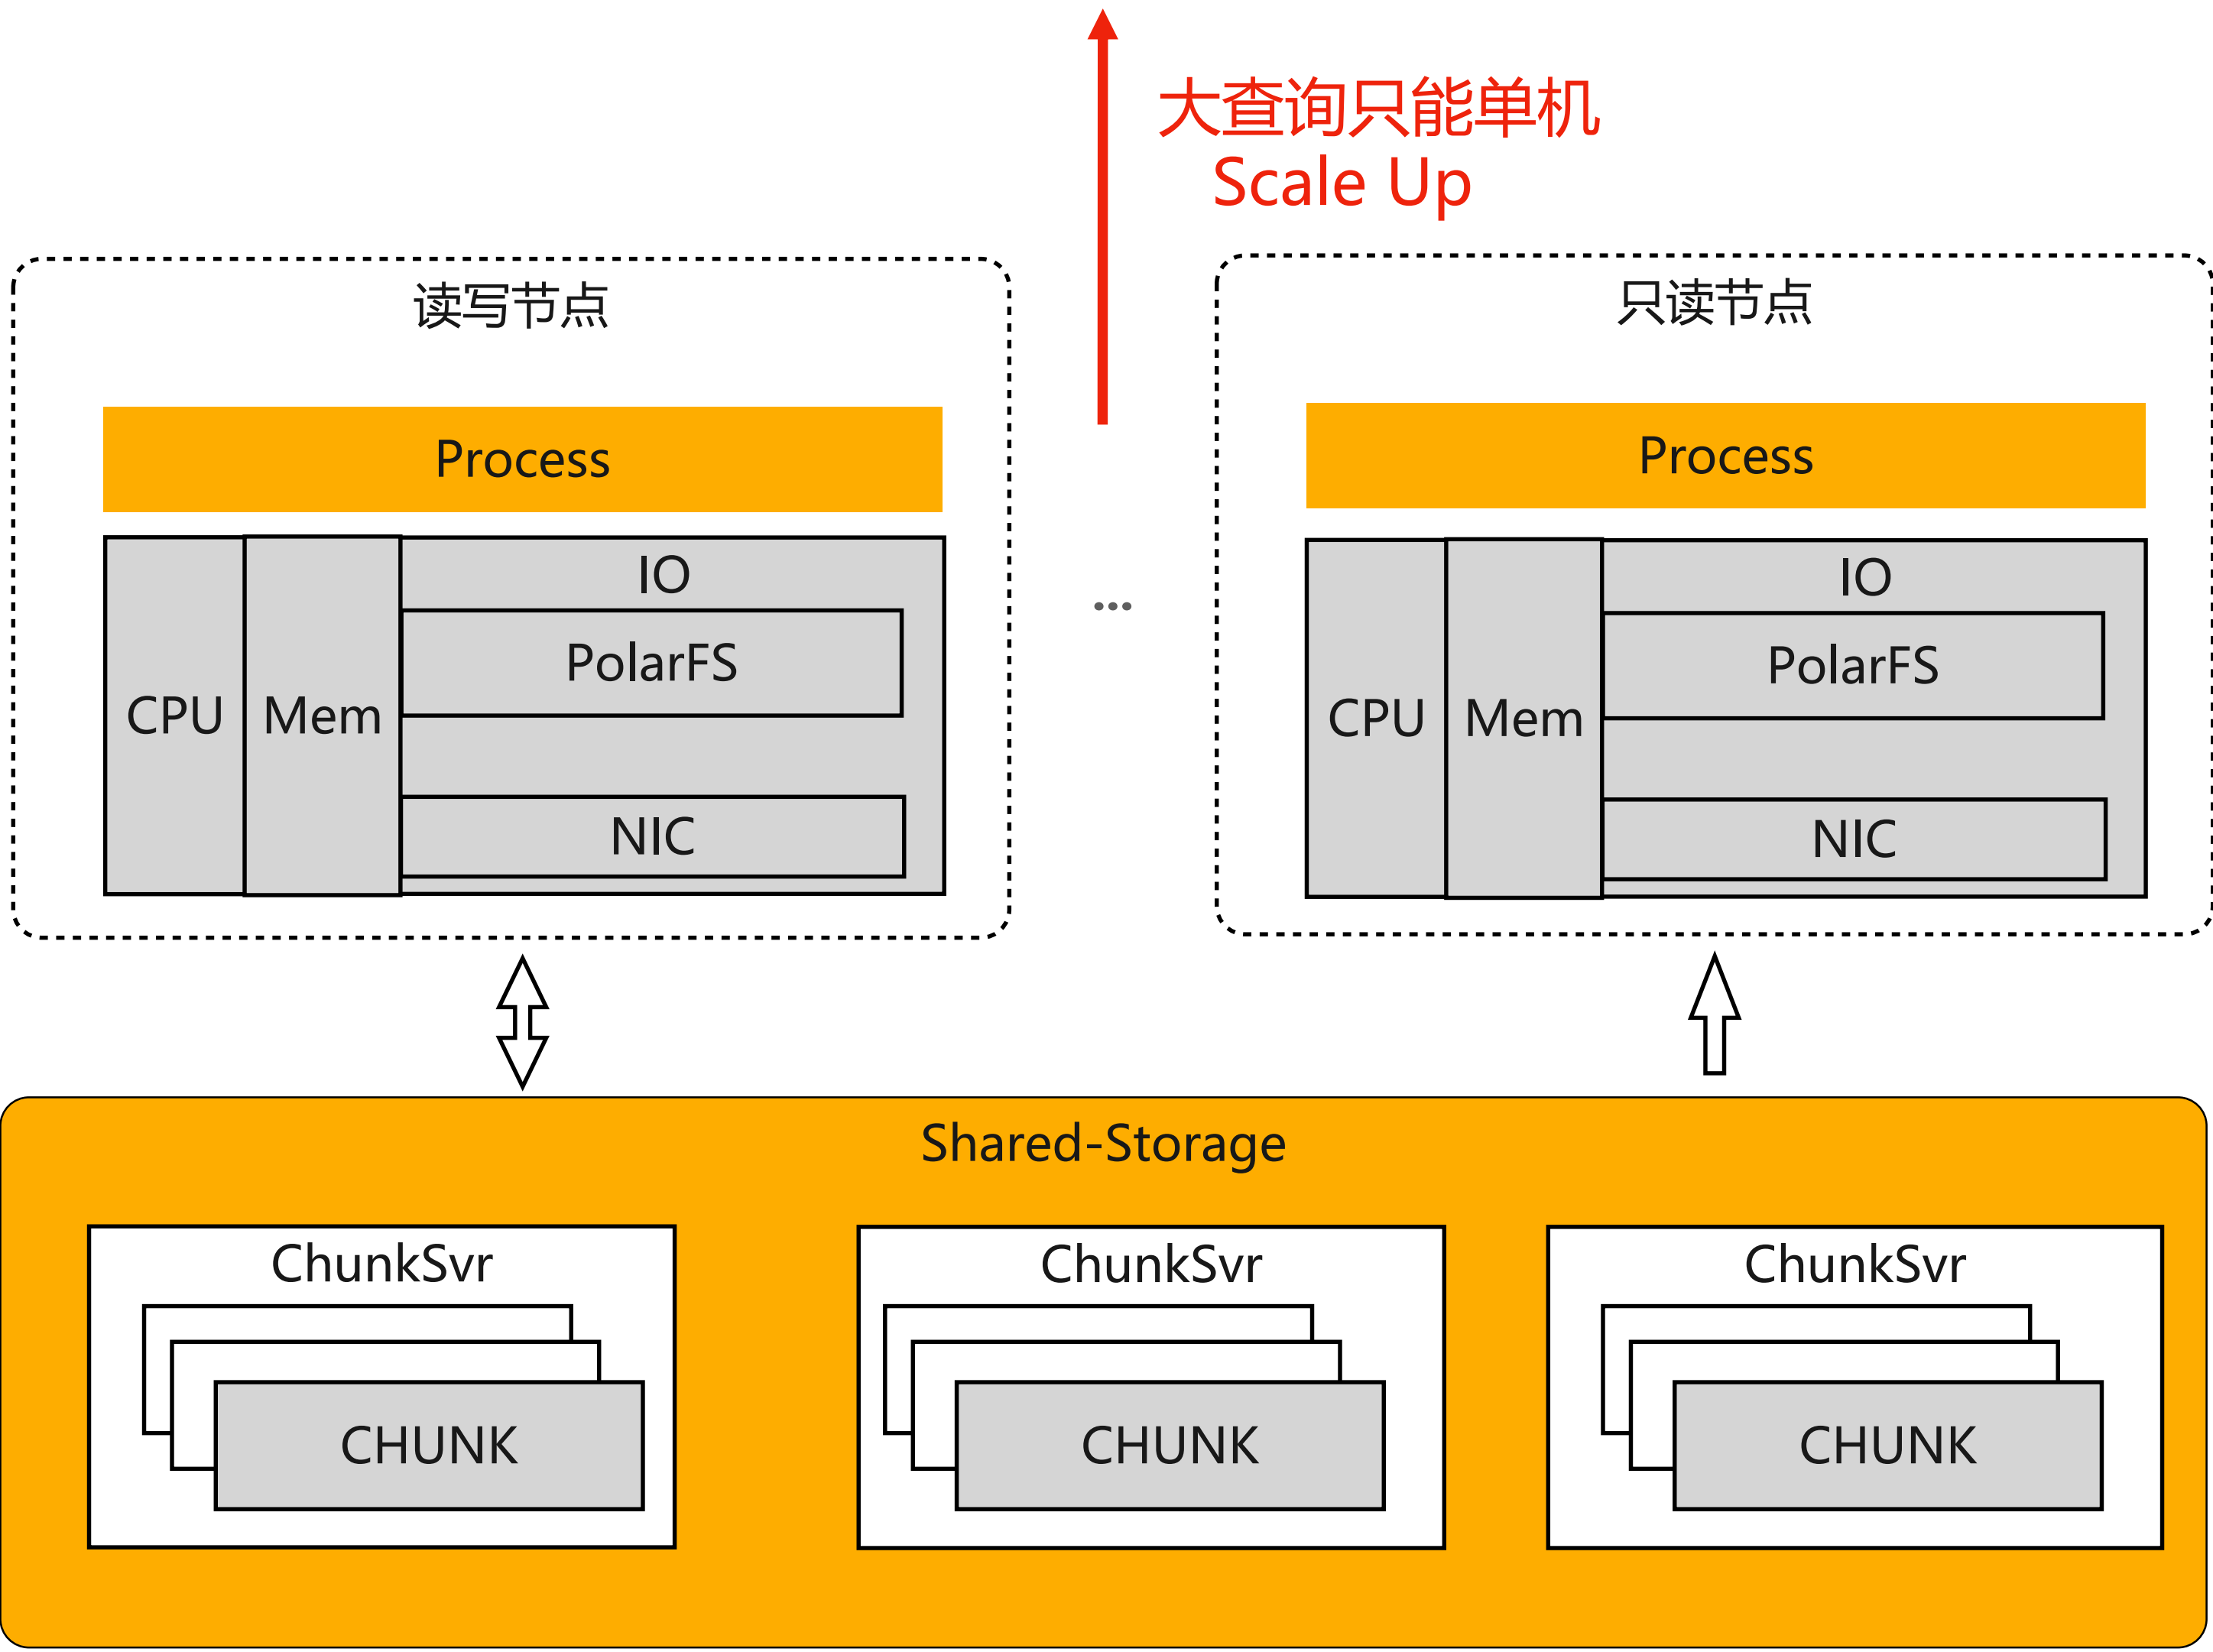 大查询只能单机
Scale Up
读写节点
Process
CPU
Mem
IO
PolarFS
NIC
...
只读节点
Process
CPU
Mem
IO
PolarFS
NIC
Shared-Storage
ChunkSvr
CHUNK
ChunkSvr
CHUNK
ChunkSvr
CHUNK